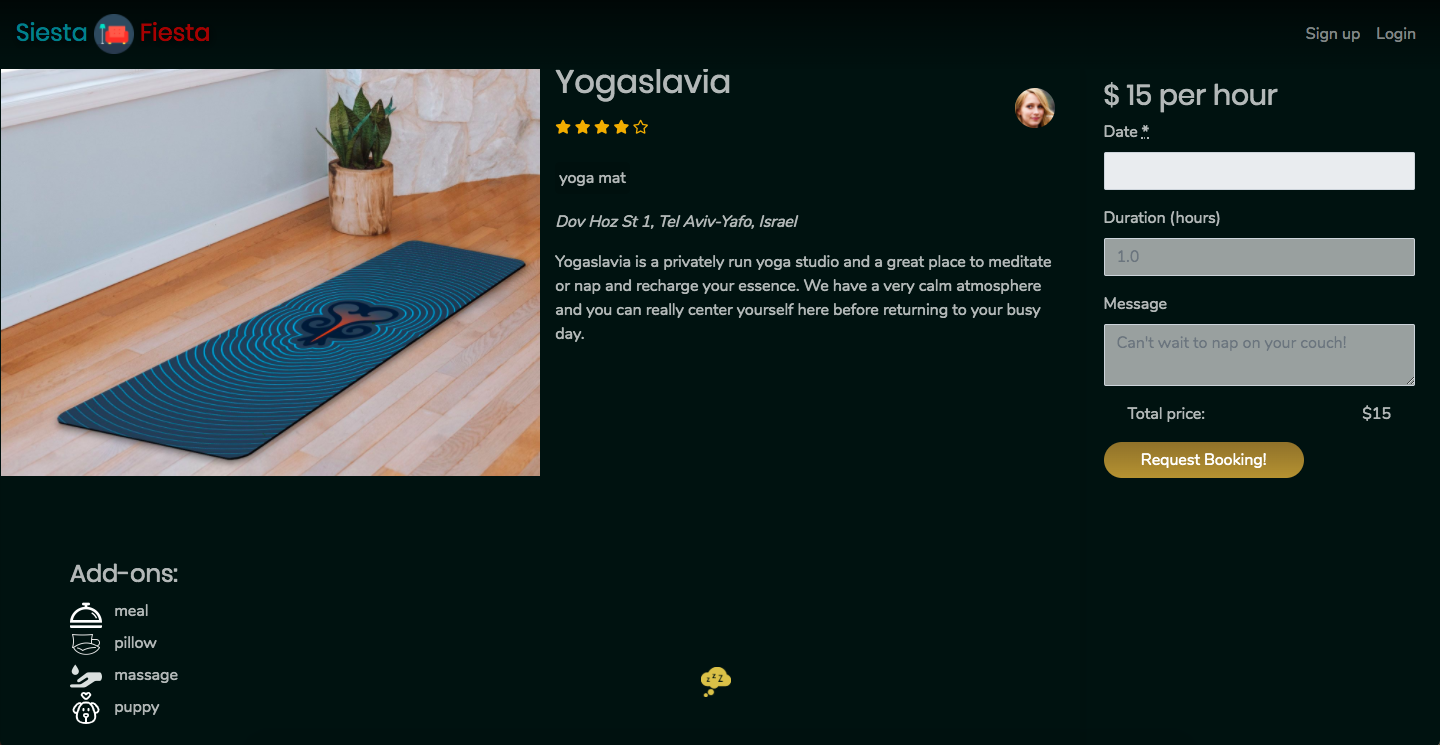 Siesta Fiesta
Sign up Login
Yogaslavia
yoga mat
Dov Hoz St 1, Tel Aviv-Yafo, Israel
Yogaslavia is a privately run yoga studio and a great place to meditate
or nap and recharge your essence. We have a very calm atmosphere
and you can really center yourself here before returning to your busy
day.
$ 15 per hour
Date *
Duration (hours)
1.0
Message
Can't wait to nap on your couch!
Total price: $15
Request Booking!
Add-ons:
meal
pillow
massage
puppy
z z Z